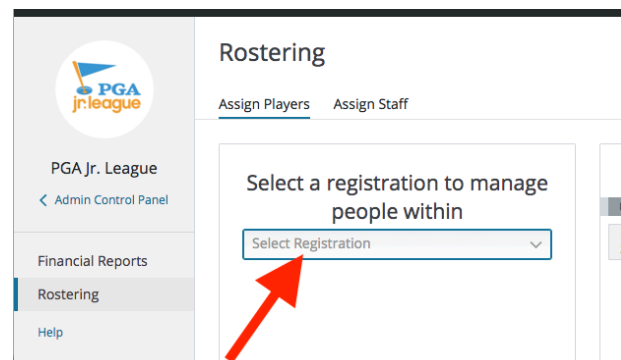 Rostering
Assign Players Assign Staff
PGA
jr.league
PGA Jr. League
Admin Control Panel
Financial Reports
Rostering
Help
Select a registration to manage
people within
Select Registration